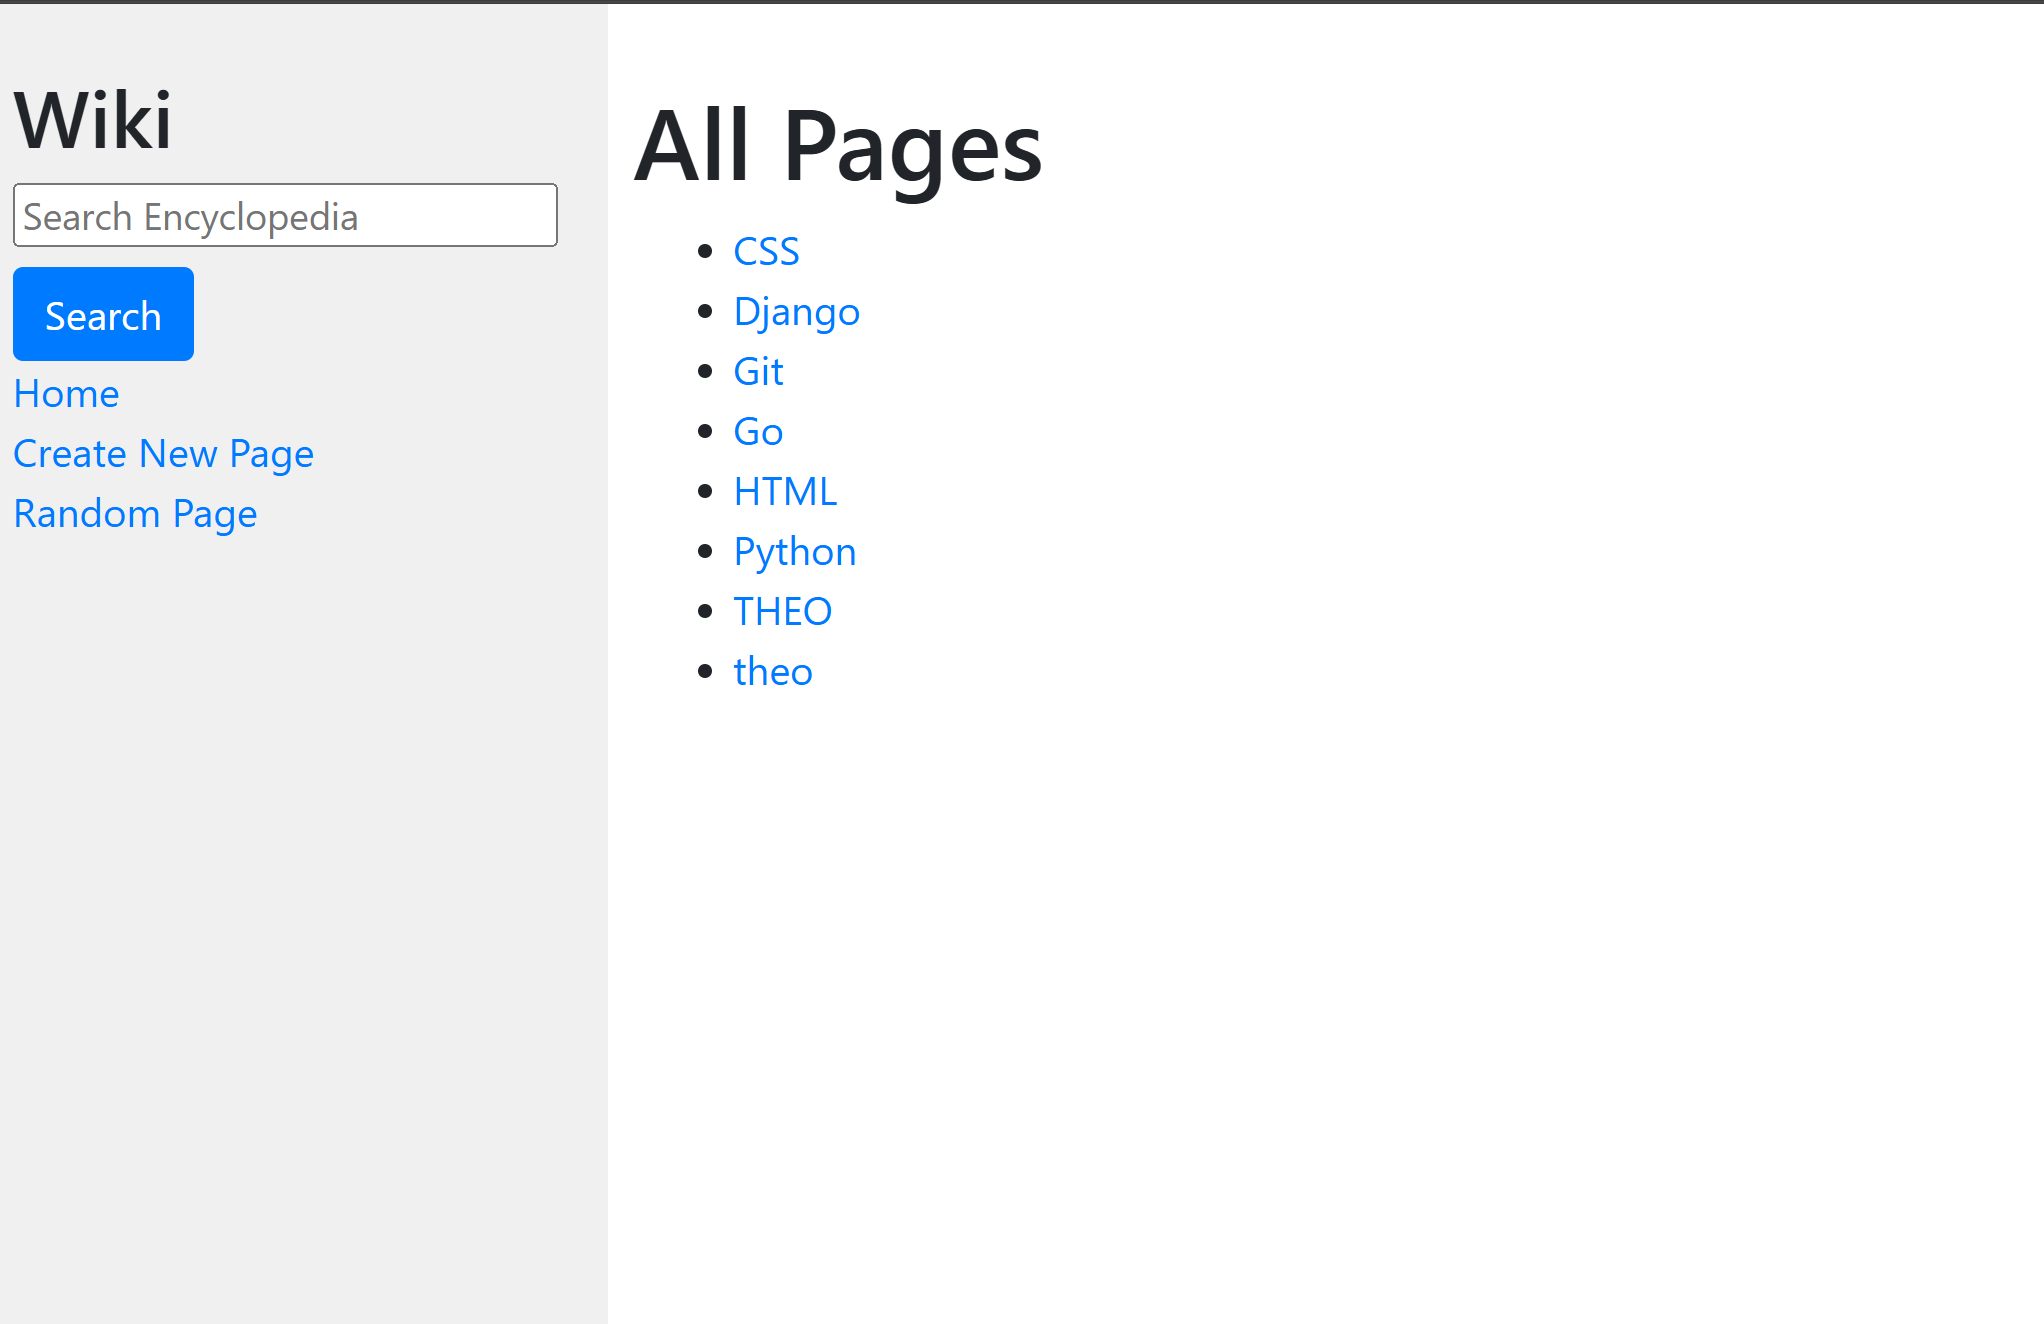 Wiki
Search Encyclopedia
Search
Home
Create New Page
Random Page
All Pages
CSS
Django
Git
Go
HTML
Python
THEO
theo